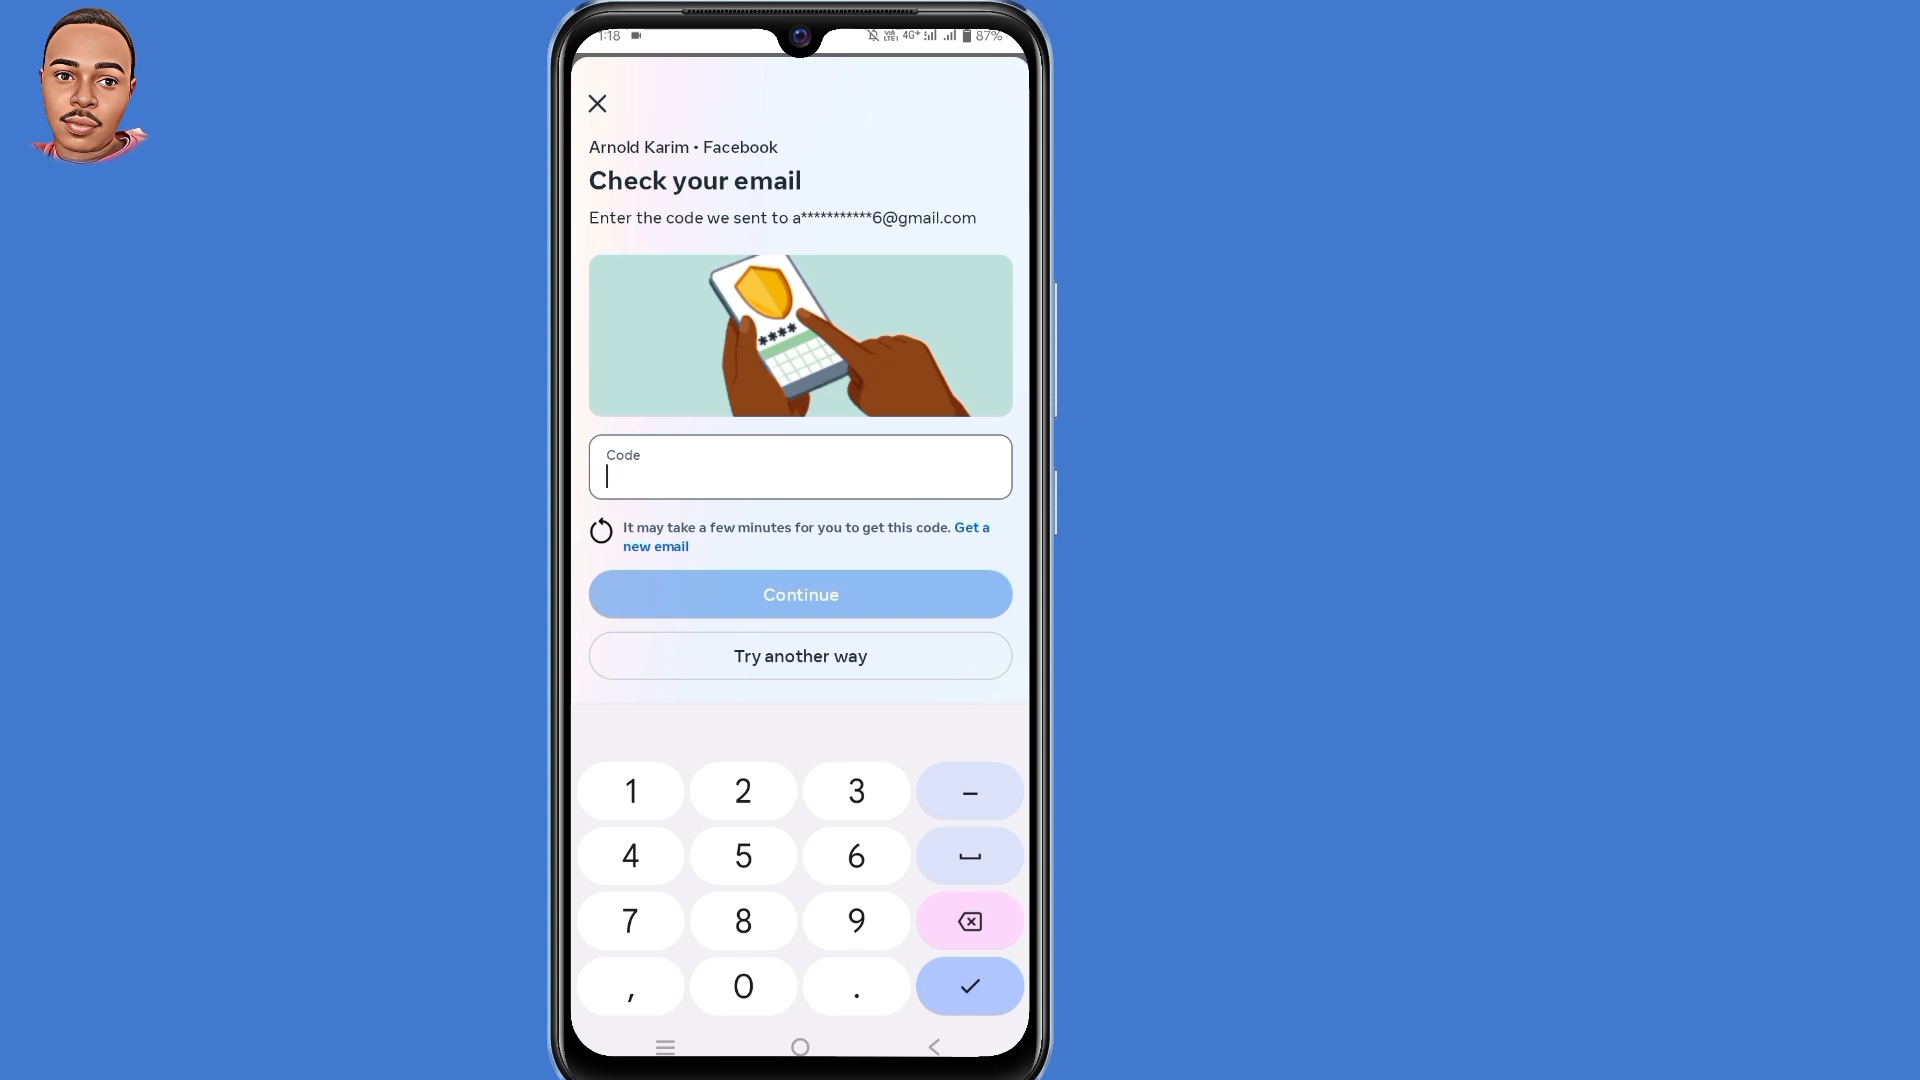 1:18 4G+ 87%
Arnold Karim • Facebook
Check your email
Enter the code we sent to a***********6@gmail.com
****
Code
It may take a few minutes for you to get this code. Get a
new email
Continue
Try another way
1 2 3 –
4 5 6
7 8 9
, 0 .